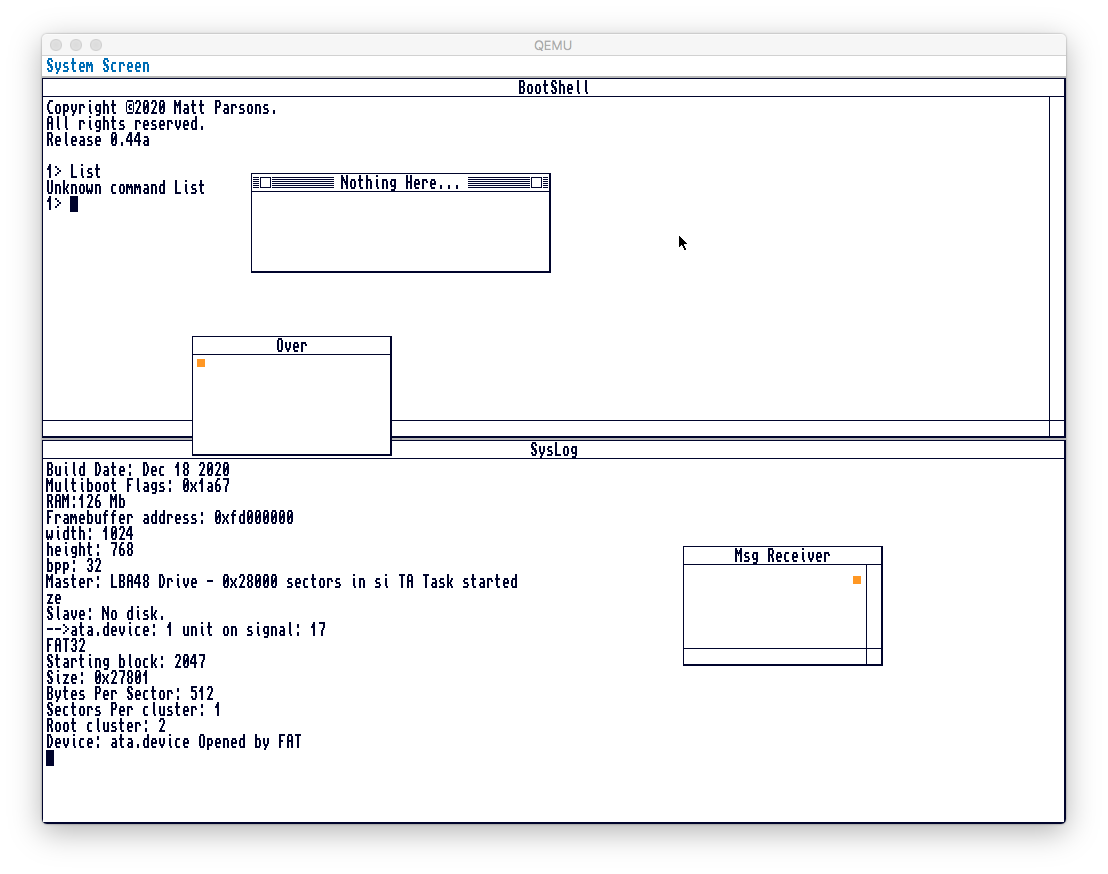 QEMU
System Screen
BootShell
Copyright ©2020 Matt Parsons.
All rights reserved.
Release 0.44a
1> List
Unknown command List
1>
Nothing Here...
Over
SysLog
Build Date: Dec 18 2020
Multiboot Flags: 0x1a67
RAM:126 Mb
Framebuffer address: 0xfd000000
width: 1024
height: 768
bpp: 32
Master: LBA48 Drive - 0x28000 sectors in si TA Task started
ze
Slave: No disk.
-->ata.device: 1 unit on signal: 17
FAT32
Starting block: 2047
Size: 0x27801
Bytes Per Sector: 512
Sectors Per cluster: 1
Root cluster: 2
Device: ata.device Opened by FAT
Msg Receiver